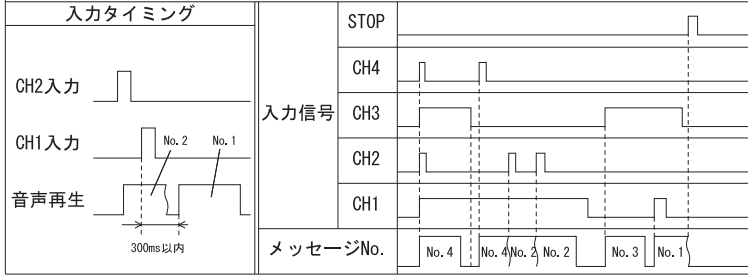 入力タイミング
CH2入力
CH1入力
No. 2
No. 1
音声再生
300ms以内
入力信号
STOP
CH4
CH3
CH2
CH1
メッセージNo.
No. 4
No. 4
No. 2
No. 2
No. 3
No. 1